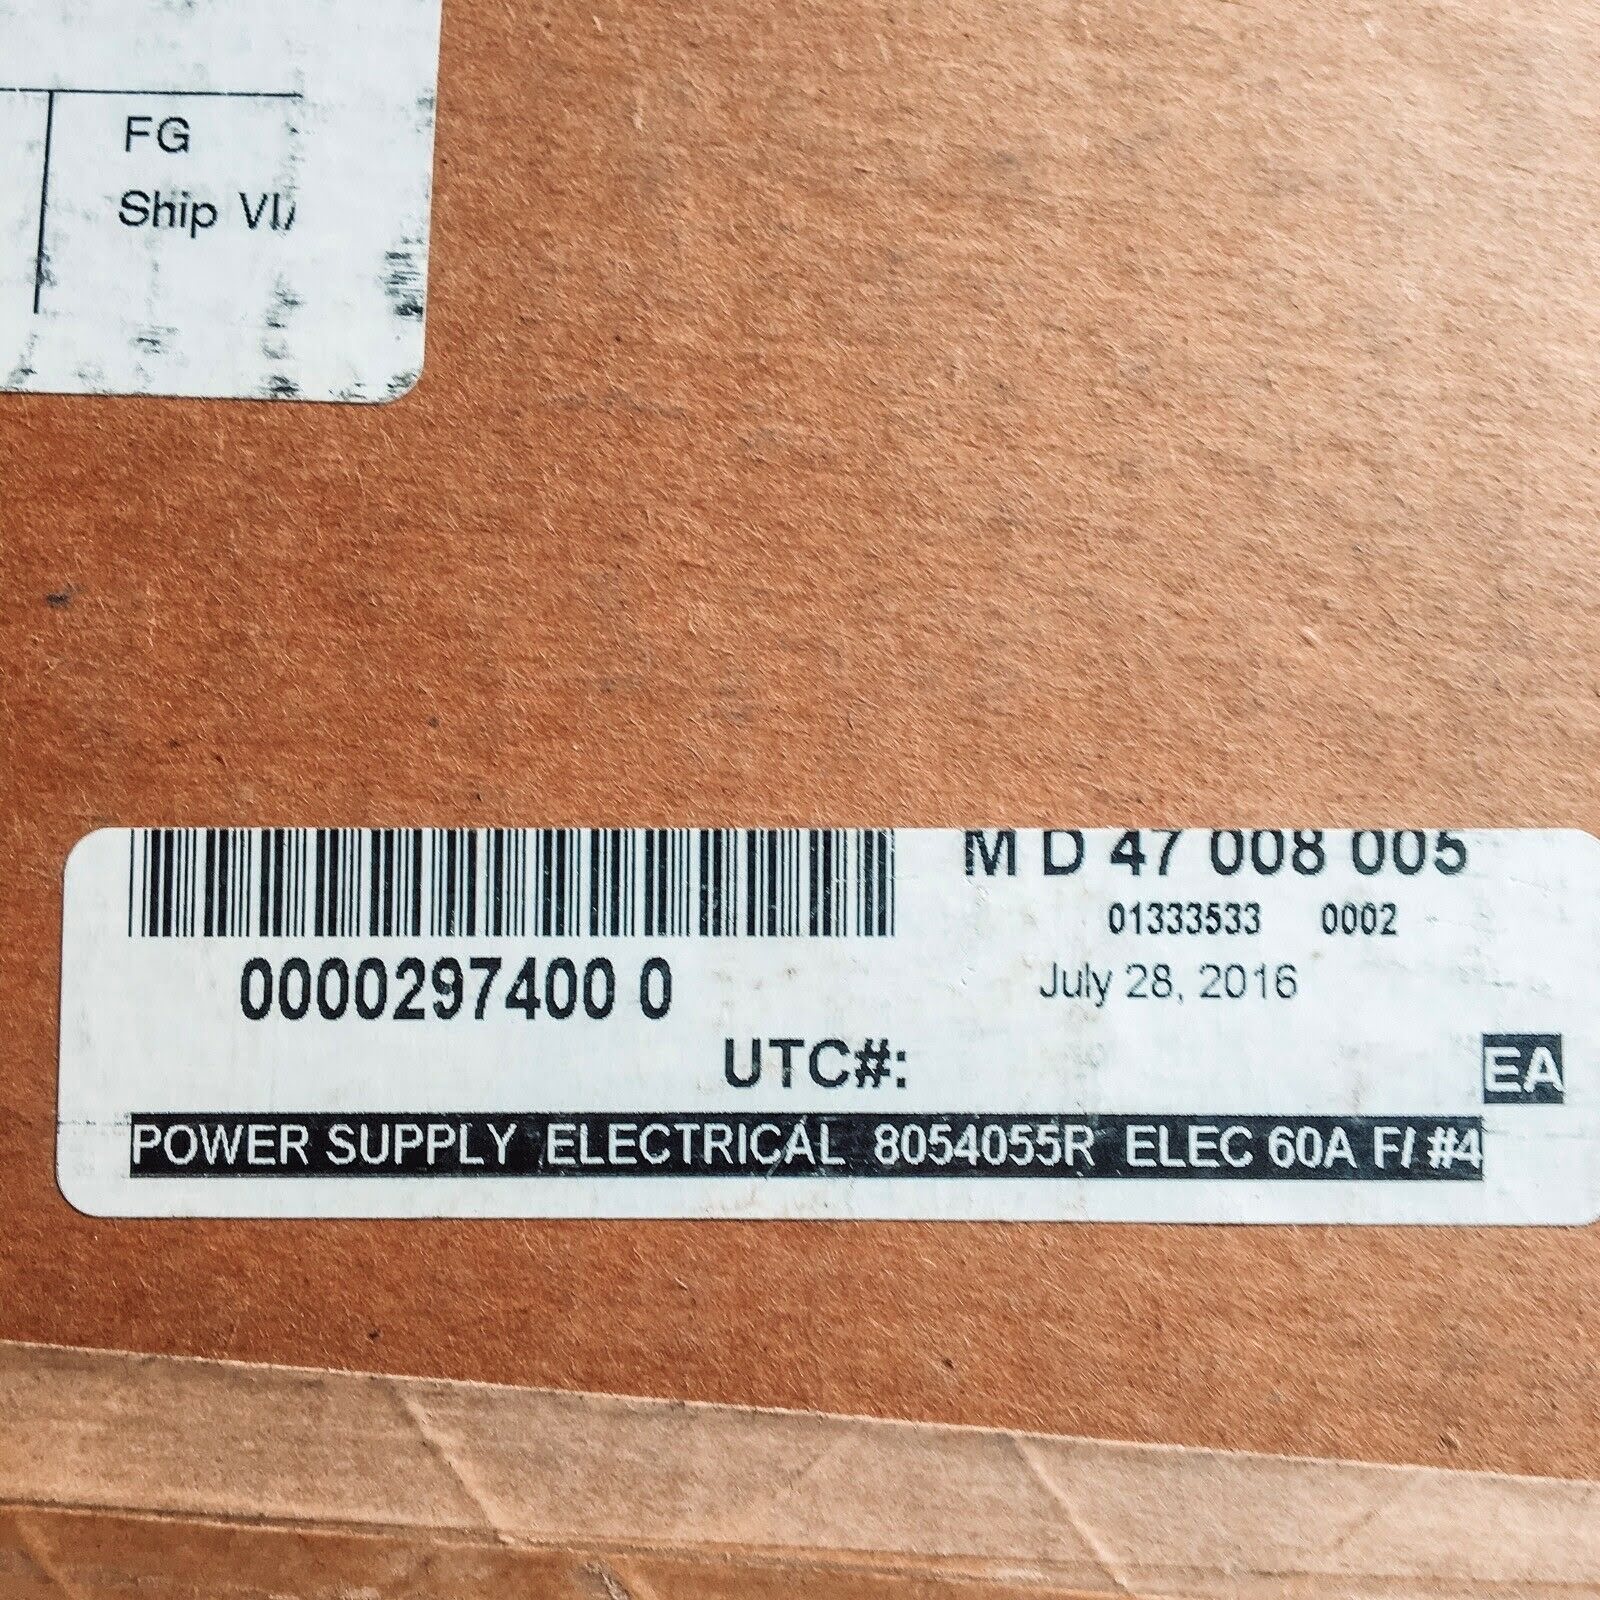 FG
Ship VIA
M D 47 008 005
01333533 0002
0000297400 0
July 28, 2016
UTC#:
EA
POWER SUPPLY ELECTRICAL 8054055R ELEC 60A F/ #4